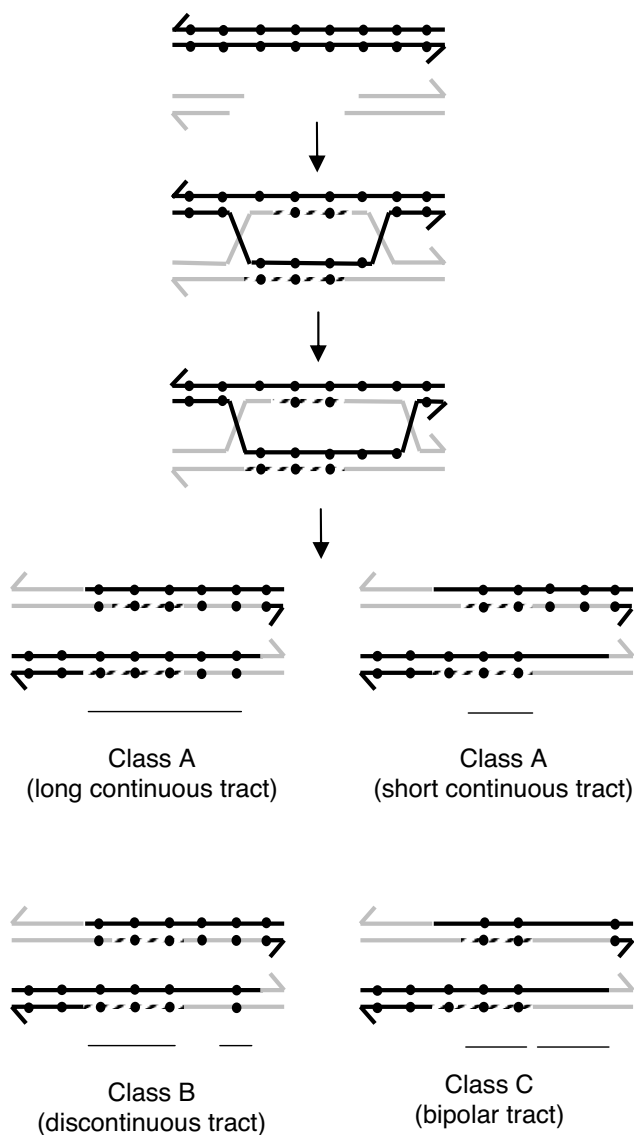 Class A
(long continuous tract)
Class A
(short continuous tract)
Class B
(discontinuous tract)
Class C
(bipolar tract)